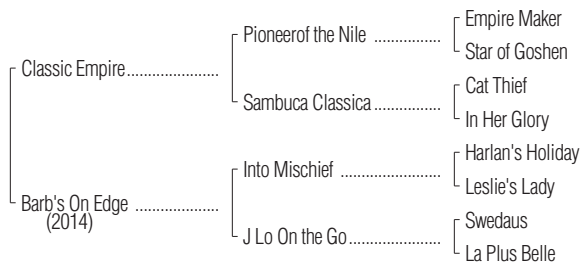 Empire Maker
Pioneerof the Nile ..................
Star of Goshen
Classic Empire........................
Cat Thief
Sambuca Classica..................
In Her Glory
Harlan's Holiday
Into Mischief ..........................
Leslie's Lady
Barb's On Edge ......................
(2014)
Swedaus
J Lo On the Go........................
La Plus Belle